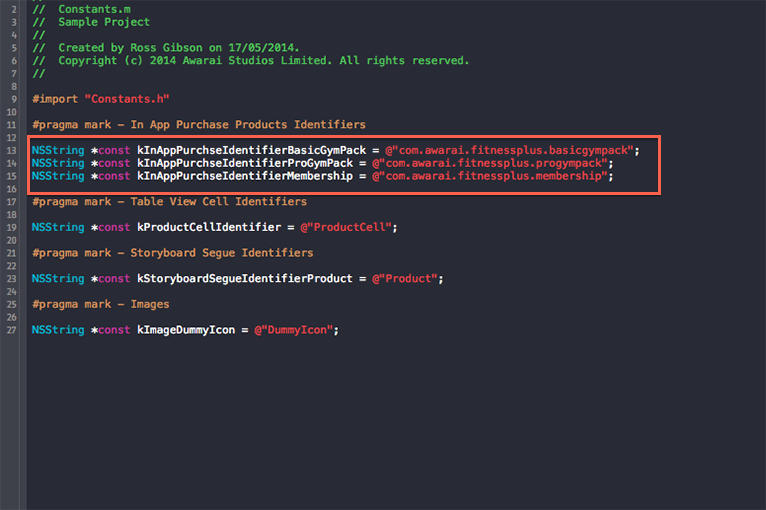 2 //  Constants.m
3 //  Sample Project
4 //
5 //  Created by Ross Gibson on 17/05/2014.
6 //  Copyright (c) 2014 Awarai Studios Limited. All rights reserved.
7 //
8
9 #import "Constants.h"
10
11 #pragma mark – In App Purchase Products Identifiers
12
13 NSString *const kInAppPurchseIdentifierBasicGymPack = @"com.awarai.fitnessplus.basicgympack";
14 NSString *const kInAppPurchseIdentifierProGymPack = @"com.awarai.fitnessplus.progympack";
15 NSString *const kInAppPurchseIdentifierMembership = @"com.awarai.fitnessplus.membership";
16
17 #pragma mark – Table View Cell Identifiers
18
19 NSString *const kProductCellIdentifier = @"ProductCell";
20
21 #pragma mark – Storyboard Segue Identifiers
22
23 NSString *const kStoryboardSegueIdentifierProduct = @"Product";
24
25 #pragma mark – Images
26
27 NSString *const kImageDummyIcon = @"DummyIcon";